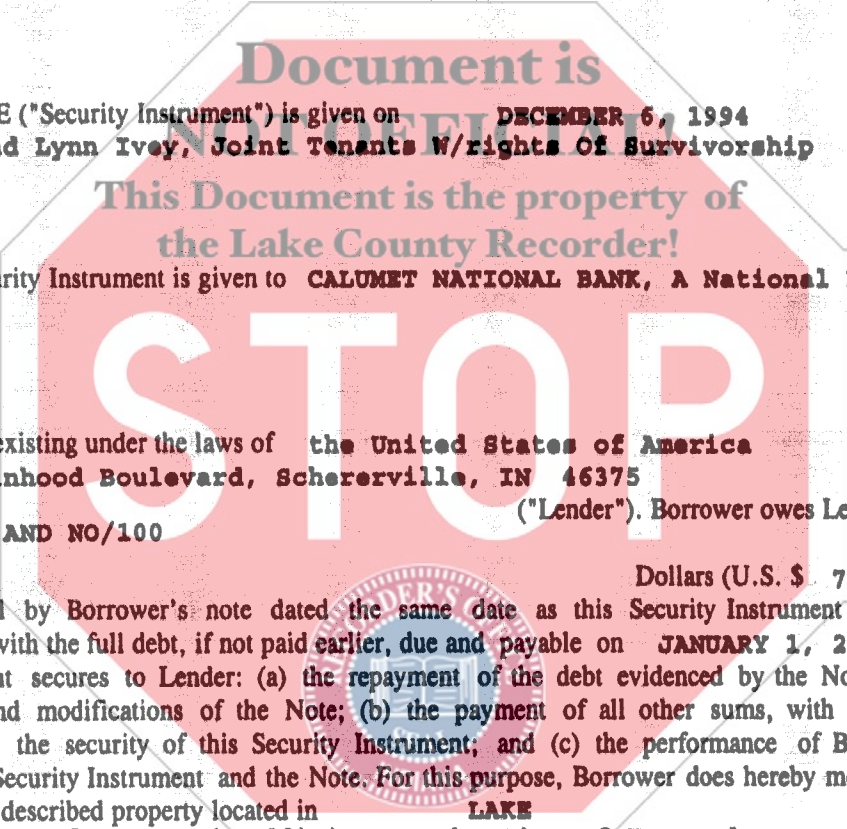 Document is
E ("Security Instrument") is given on DECEMBER 6, 1994
NOT OFFICIAL!
d Lynn Ivey, Joint Tenants W/rights Of Survivorship
This Document is the property of
the Lake County Recorder!
rity Instrument is given to CALUMET NATIONAL BANK, A National
STOP
existing under the laws of the United States of America
nhood Boulevard, Schererville, IN 46375
("Lender"). Borrower owes Le
AND NO/100
Dollars (U.S. $ 7
d by Borrower's note dated the same date as this Security Instrument
with the full debt, if not paid earlier, due and payable on JANUARY 1, 2
nt secures to Lender: (a) the repayment of the debt evidenced by the No
nd modifications of the Note; (b) the payment of all other sums, with
the security of this Security Instrument; and (c) the performance of B
SEAL
Security Instrument and the Note. For this purpose, Borrower does hereby mo
described property located in LAKE